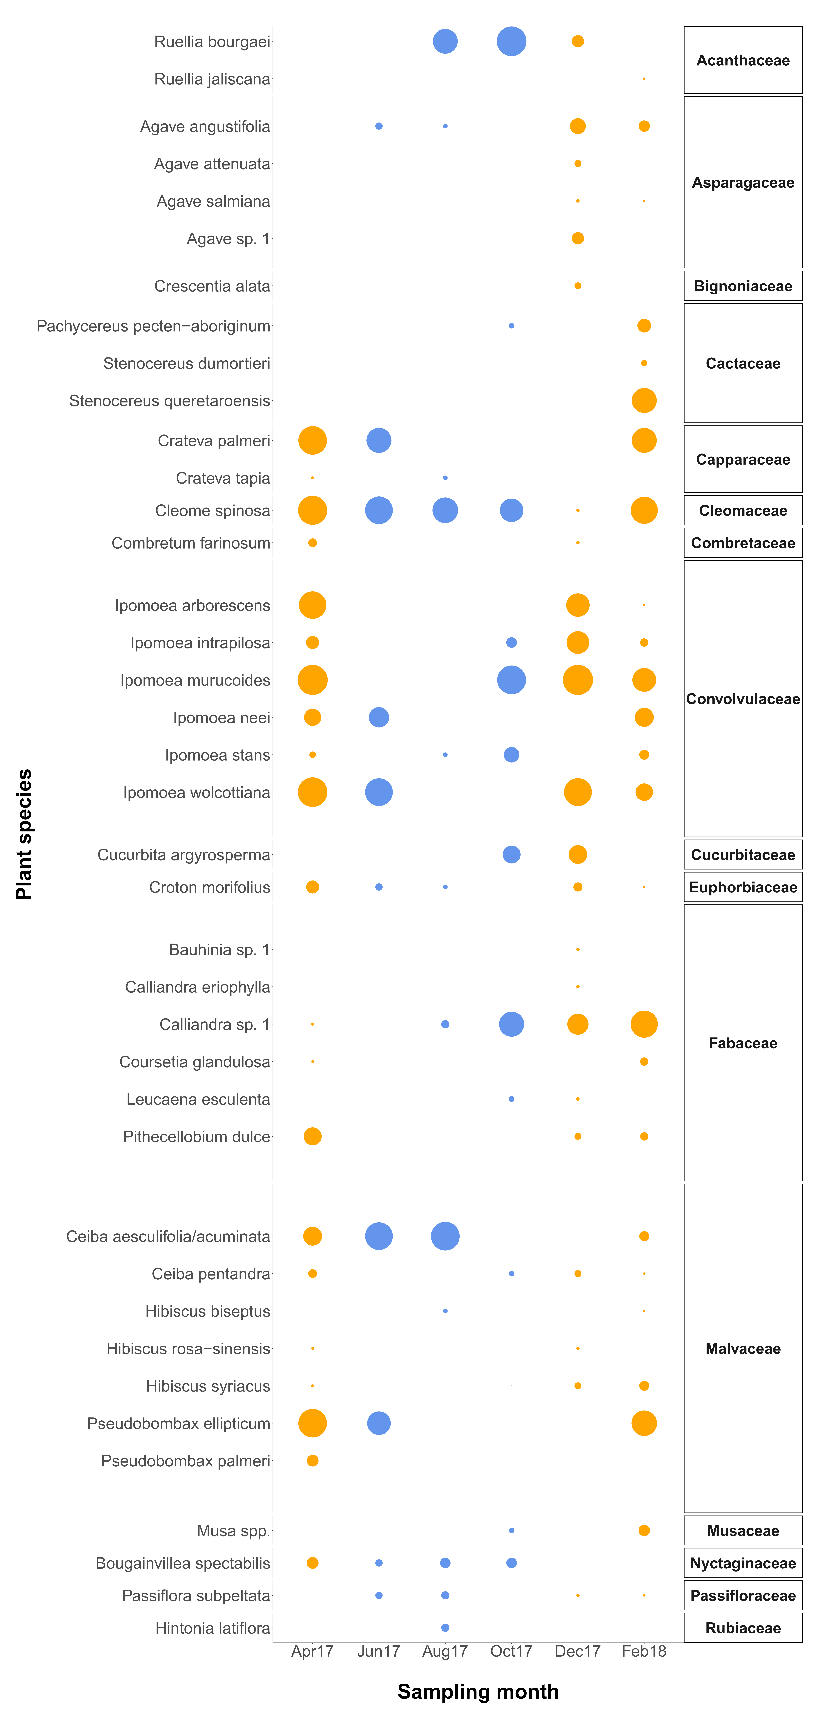 Ruellia bourgaei
Ruellia jaliscana
Acanthaceae
Agave angustifolia
Agave attenuata
Agave salmiana
Agave sp. 1
Asparagaceae
Crescentia alata
Bignoniaceae
Pachycereus pecten−aboriginum
Stenocereus dumortieri
Stenocereus queretaroensis
Cactaceae
Crateva palmeri
Crateva tapia
Capparaceae
Cleome spinosa
Cleomaceae
Combretum farinosum
Combretaceae
Ipomoea arborescens
Ipomoea intrapilosa
Ipomoea murucoides
Ipomoea neei
Ipomoea stans
Ipomoea wolcottiana
Convolvulaceae
Cucurbita argyrosperma
Cucurbitaceae
Croton morifolius
Euphorbiaceae
Bauhinia sp. 1
Calliandra eriophylla
Calliandra sp. 1
Coursetia glandulosa
Leucaena esculenta
Pithecellobium dulce
Fabaceae
Ceiba aesculifolia/acuminata
Ceiba pentandra
Hibiscus biseptus
Hibiscus rosa−sinensis
Hibiscus syriacus
Pseudobombax ellipticum
Pseudobombax palmeri
Malvaceae
Musa spp.
Musaceae
Bougainvillea spectabilis
Nyctaginaceae
Passiflora subpeltata
Passifloraceae
Hintonia latiflora
Rubiaceae
Plant species
Apr17 Jun17 Aug17 Oct17 Dec17 Feb18
Sampling month